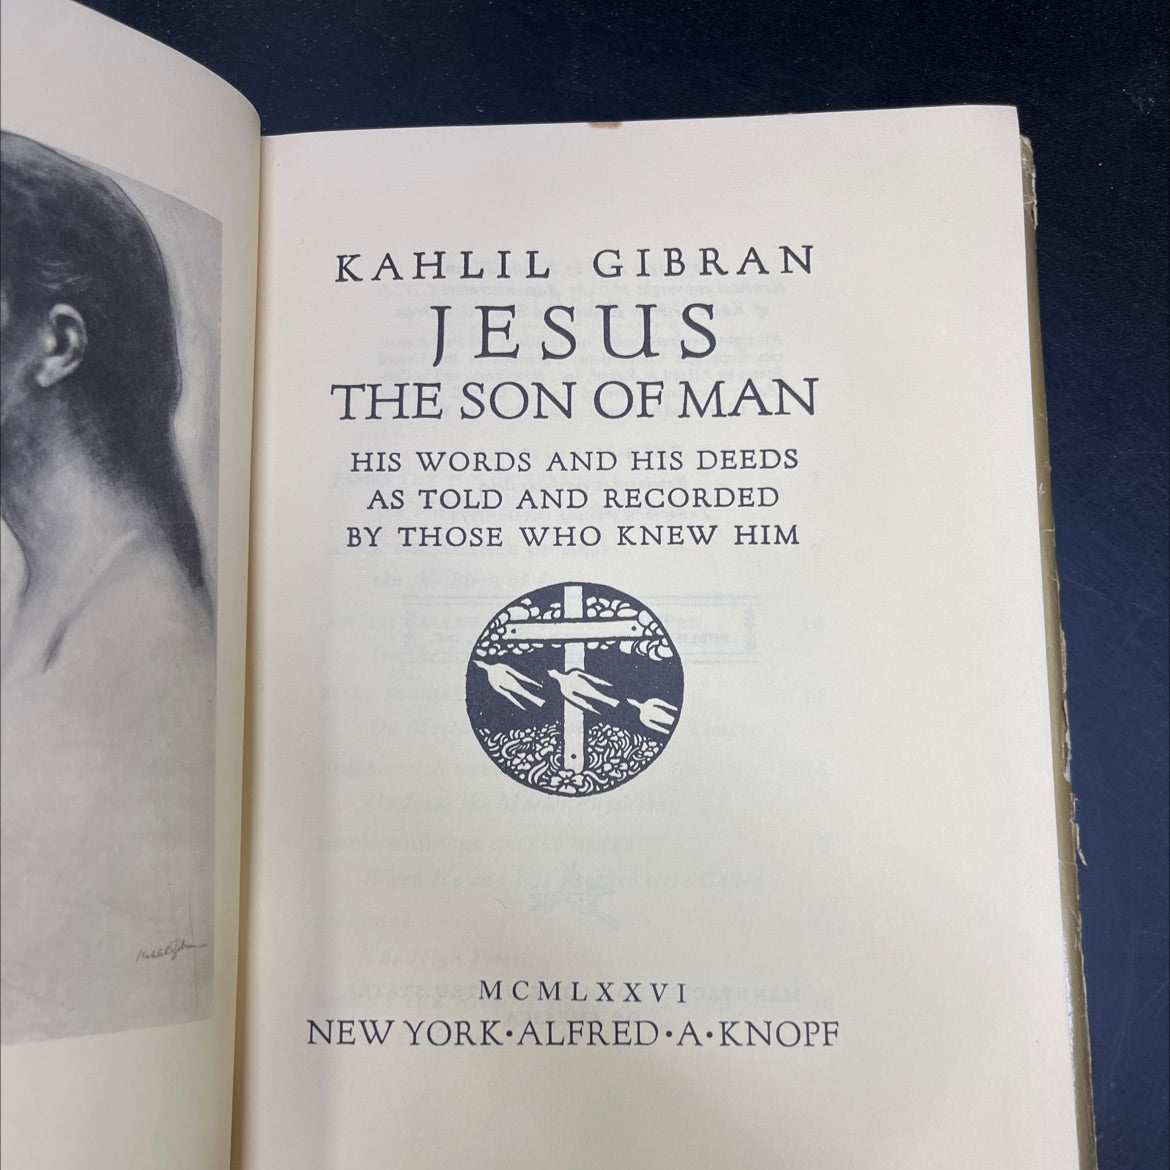 KAHLIL GIBRAN
JESUS
THE SON OF MAN
HIS WORDS AND HIS DEEDS
AS TOLD AND RECORDED
BY THOSE WHO KNEW HIM
MCMLXXVI
NEW YORK·ALFRED·A·KNOPF